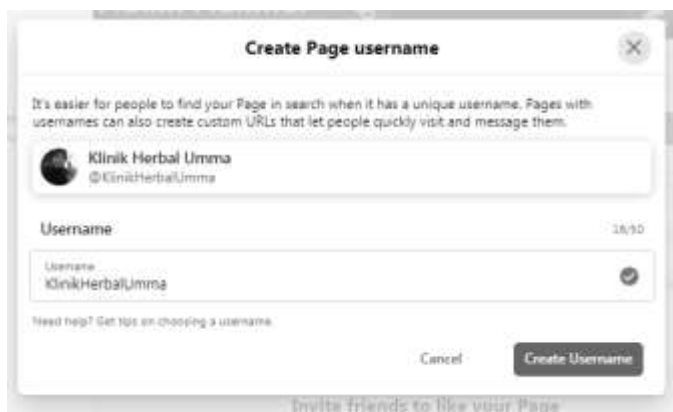 Create Page username
It's easier for people to find your Page in search when it has a unique username. Pages with
usernames can also create custom URLs that let people quickly visit and message them.
Klinik Herbal Umma
@KlinikHerbalUmma
Username
Username
KlinikHerbalUmma
Need help? Get tips on choosing a username.
Cancel
Create Username
Invite friends to like your Page